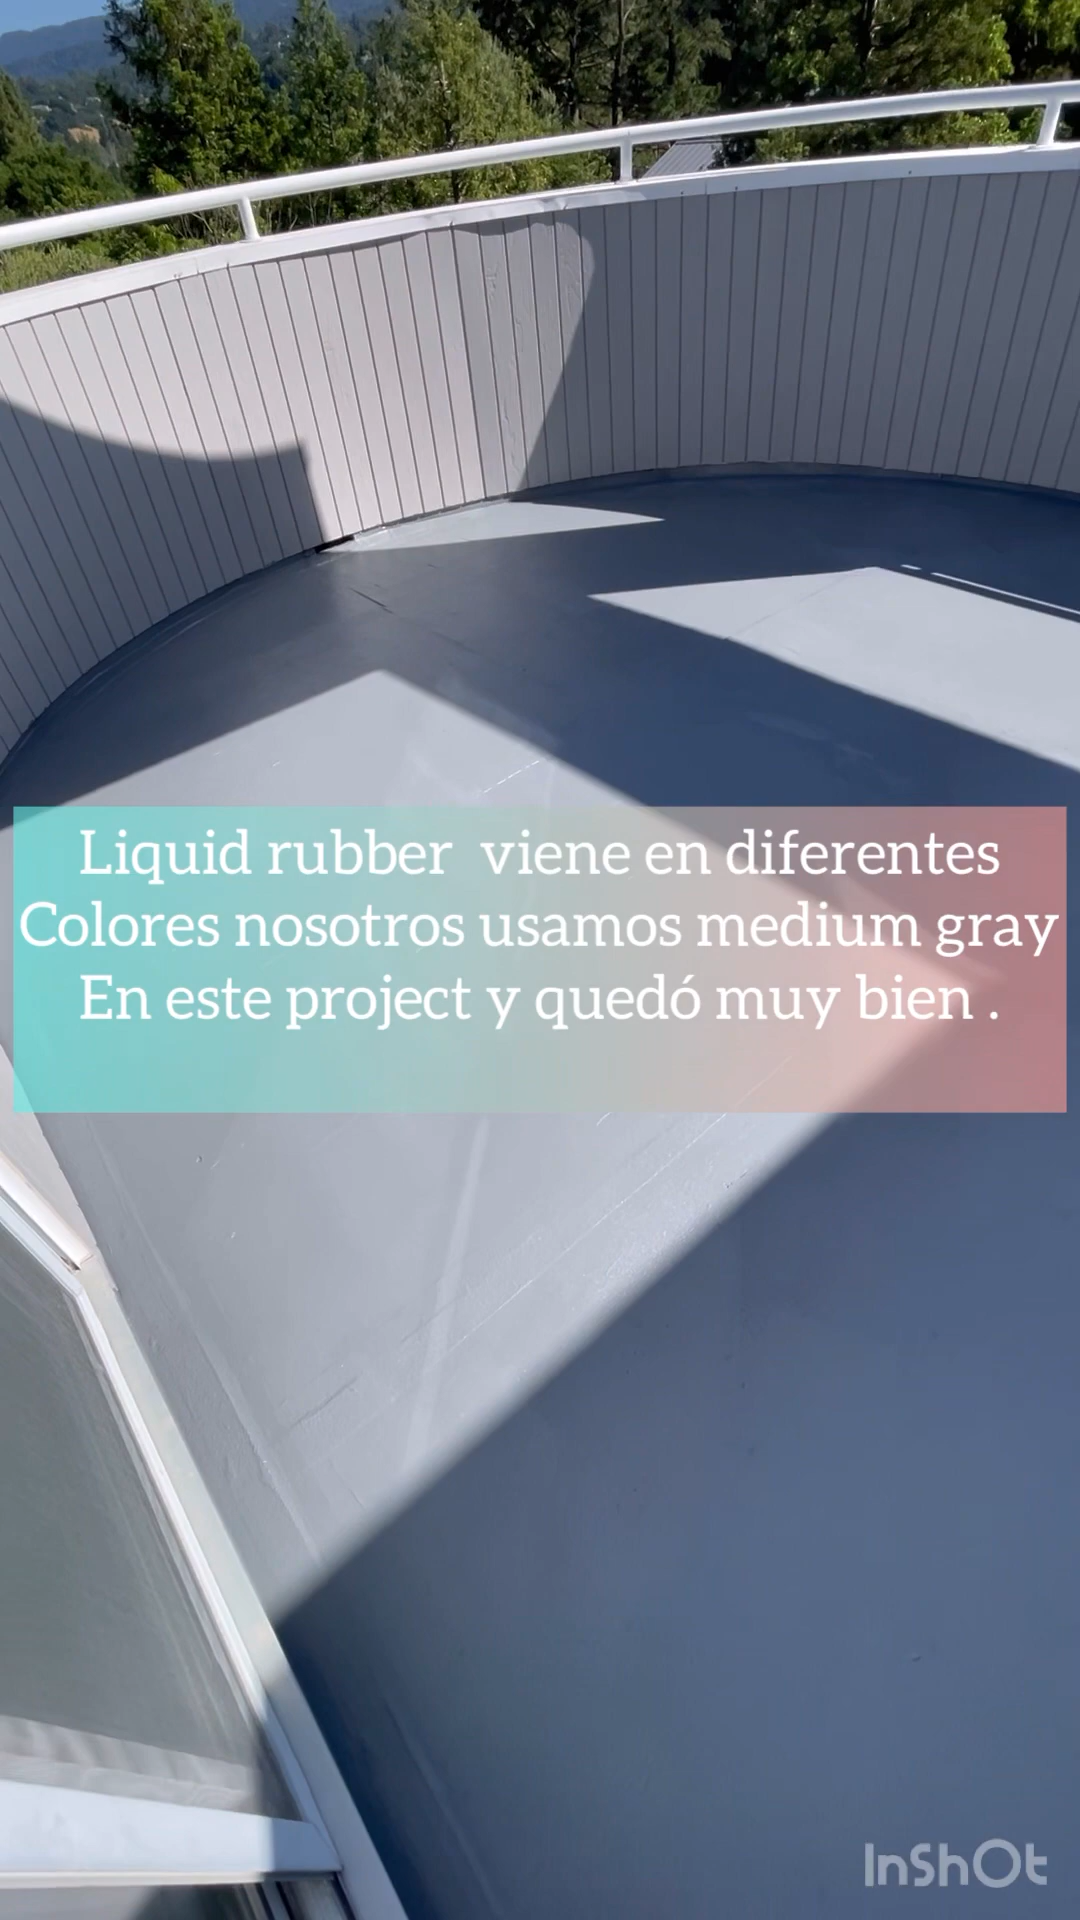 Liquid rubber viene en diferentes
Colores nosotros usamos medium gray
En este project y quedó muy bien .
InShOt